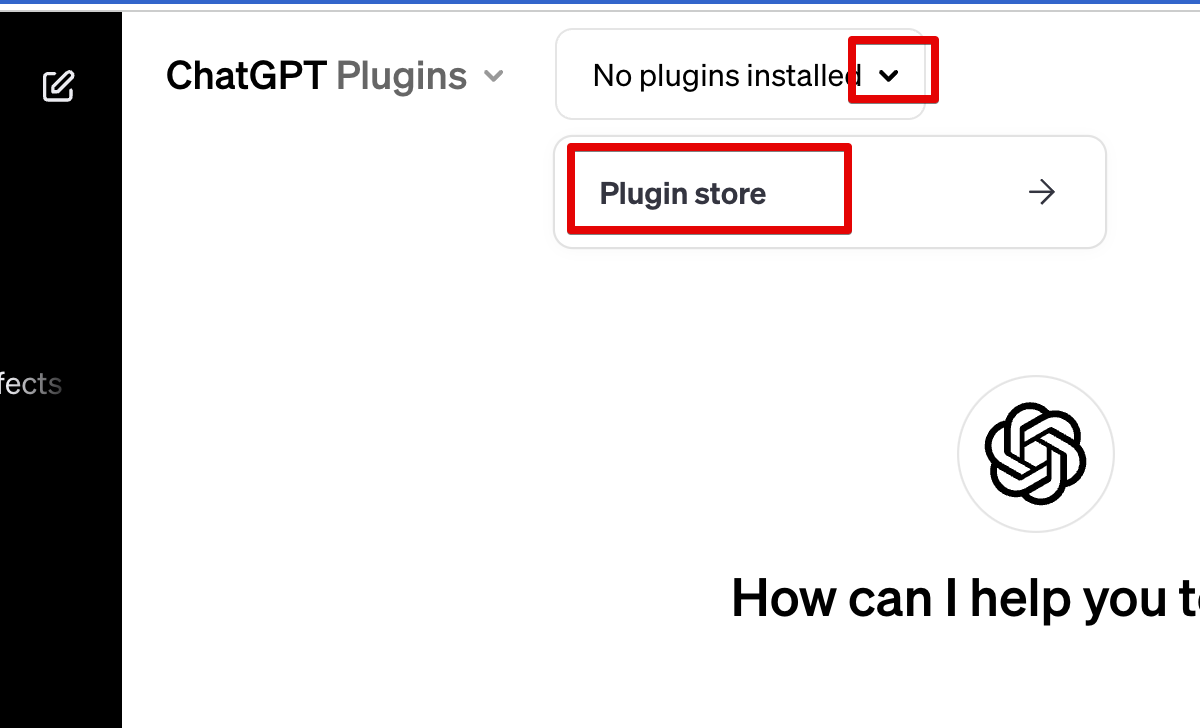 ChatGPT Plugins
No plugins installed
Plugin store
fects
How can I help you